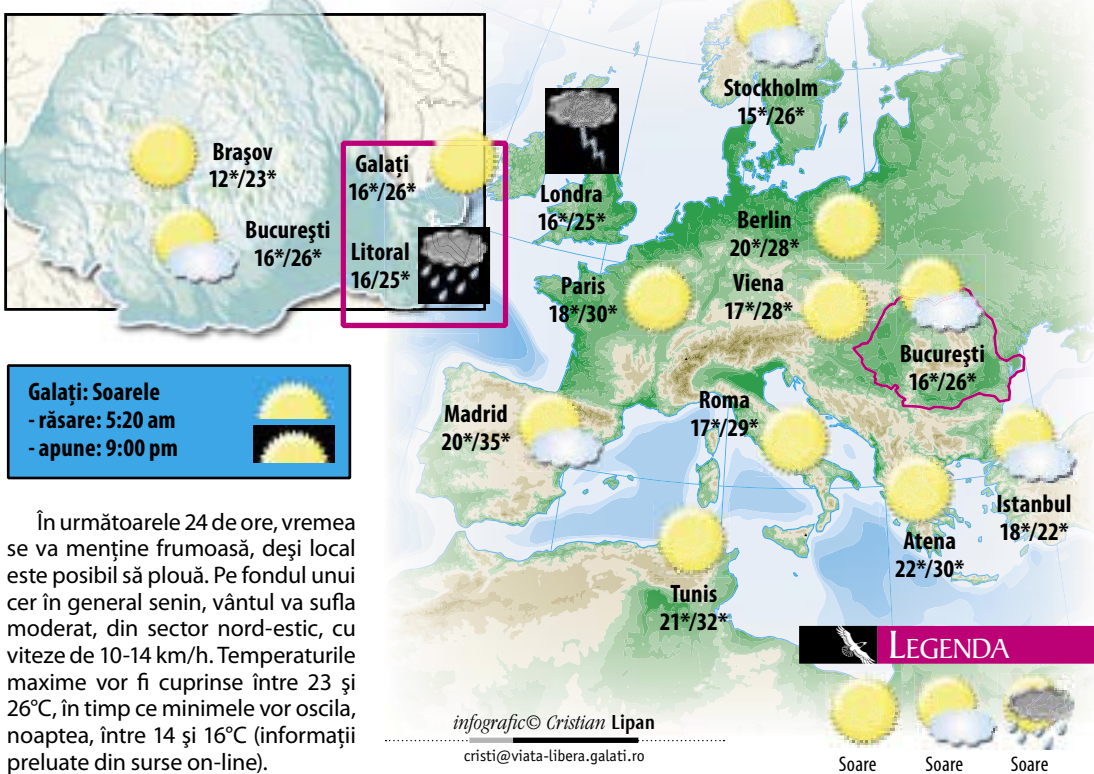 Braşov
12*/23*
Bucureşti
16*/26*
Galaţi
16*/26*
Litoral
16/25*
Stockholm
15*/26*
Londra
16*/25*
Berlin
20*/28*
Paris
18*/30*
Viena
17*/28*
Bucureşti
16*/26*
Madrid
20*/35*
Roma
17*/29*
Istanbul
18*/22*
Atena
22*/30*
Tunis
21*/32*
Galaţi: Soarele
- răsare: 5:20 am
- apune: 9:00 pm
În următoarele 24 de ore, vremea
se va menţine frumoasă, deşi local
este posibil să plouă. Pe fondul unui
cer în general senin, vântul va sufla
moderat, din sector nord-estic, cu
viteze de 10-14 km/h. Temperaturile
maxime vor fi cuprinse între 23 şi
26°C, în timp ce minimele vor oscila,
noaptea, între 14 şi 16°C (informaţii
preluate din surse on-line).
infografic© Cristian Lipan
cristi@viata-libera.galati.ro
LEGENDA
Soare
Soare
Soare